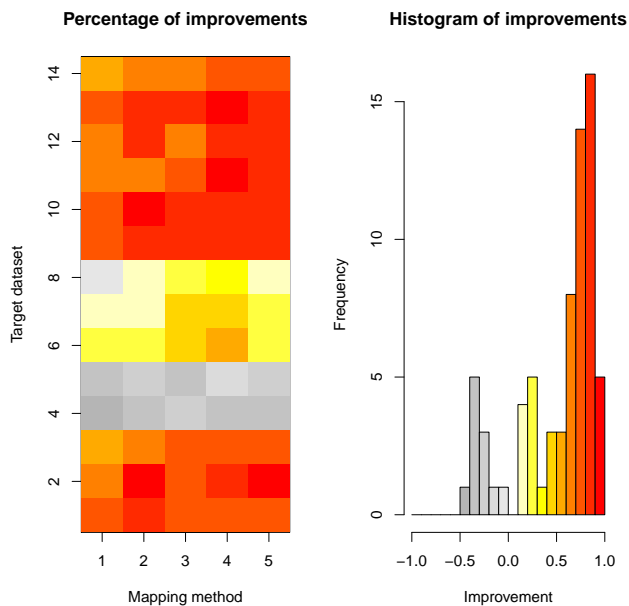 Percentage of improvements
Target dataset
14
12
10
8
6
4
2
1 2 3 4 5
Mapping method
Histogram of improvements
Frequency
15
10
5
0
−1.0 −0.5 0.0 0.5 1.0
Improvement